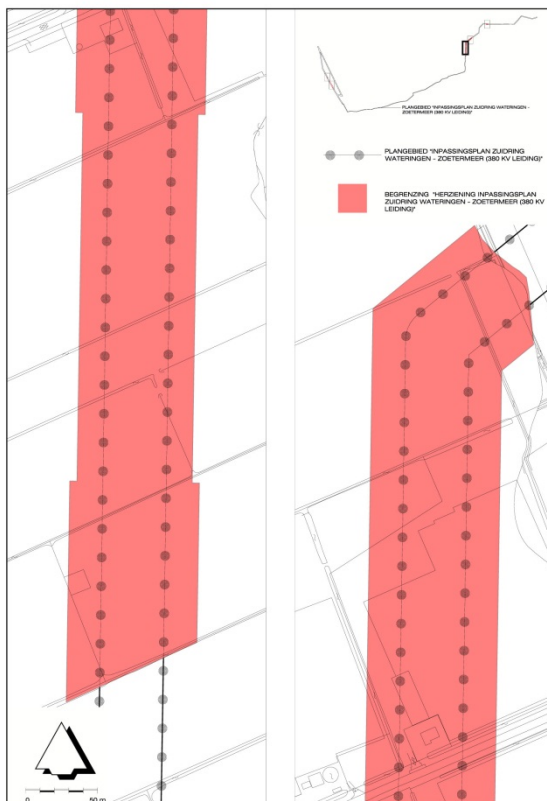 PLANGEBIED "INPASSINGSPLAN ZUIDRING WATERINGEN -
ZOETERMEER (380 KV LEIDING)"
PLANGEBIED "INPASSINGSPLAN ZUIDRING
WATERINGEN - ZOETERMEER (380 KV LEIDING)"
BEGRENZING "HERZIENING INPASSINGSPLAN
ZUIDRING WATERINGEN - ZOETERMEER (380 KV
LEIDING)"
0 50 m